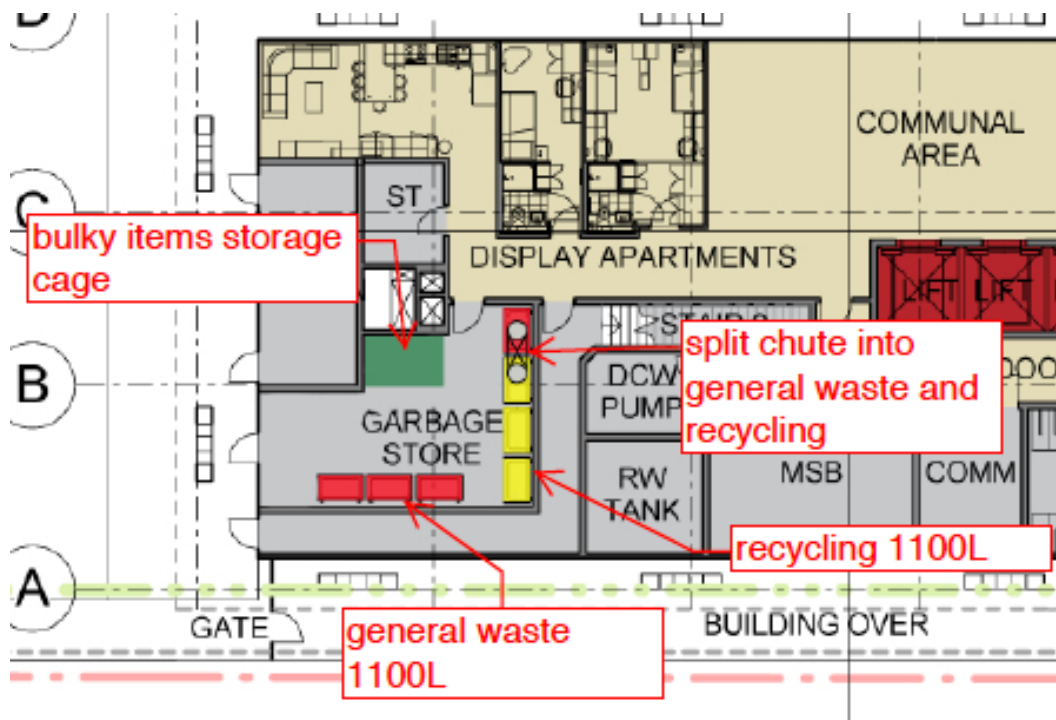 D
COMMUNAL
AREA
C
ST
bulky items storage
cage
DISPLAY APARTMENTS
LIFT
LIFT
split chute into
general waste and
recycling
B
DCW
PUMP
GARBAGE
STORE
RW
TANK
MSB
COMM
recycling 1100L
A
GATE
general waste
1100L
BUILDING OVER